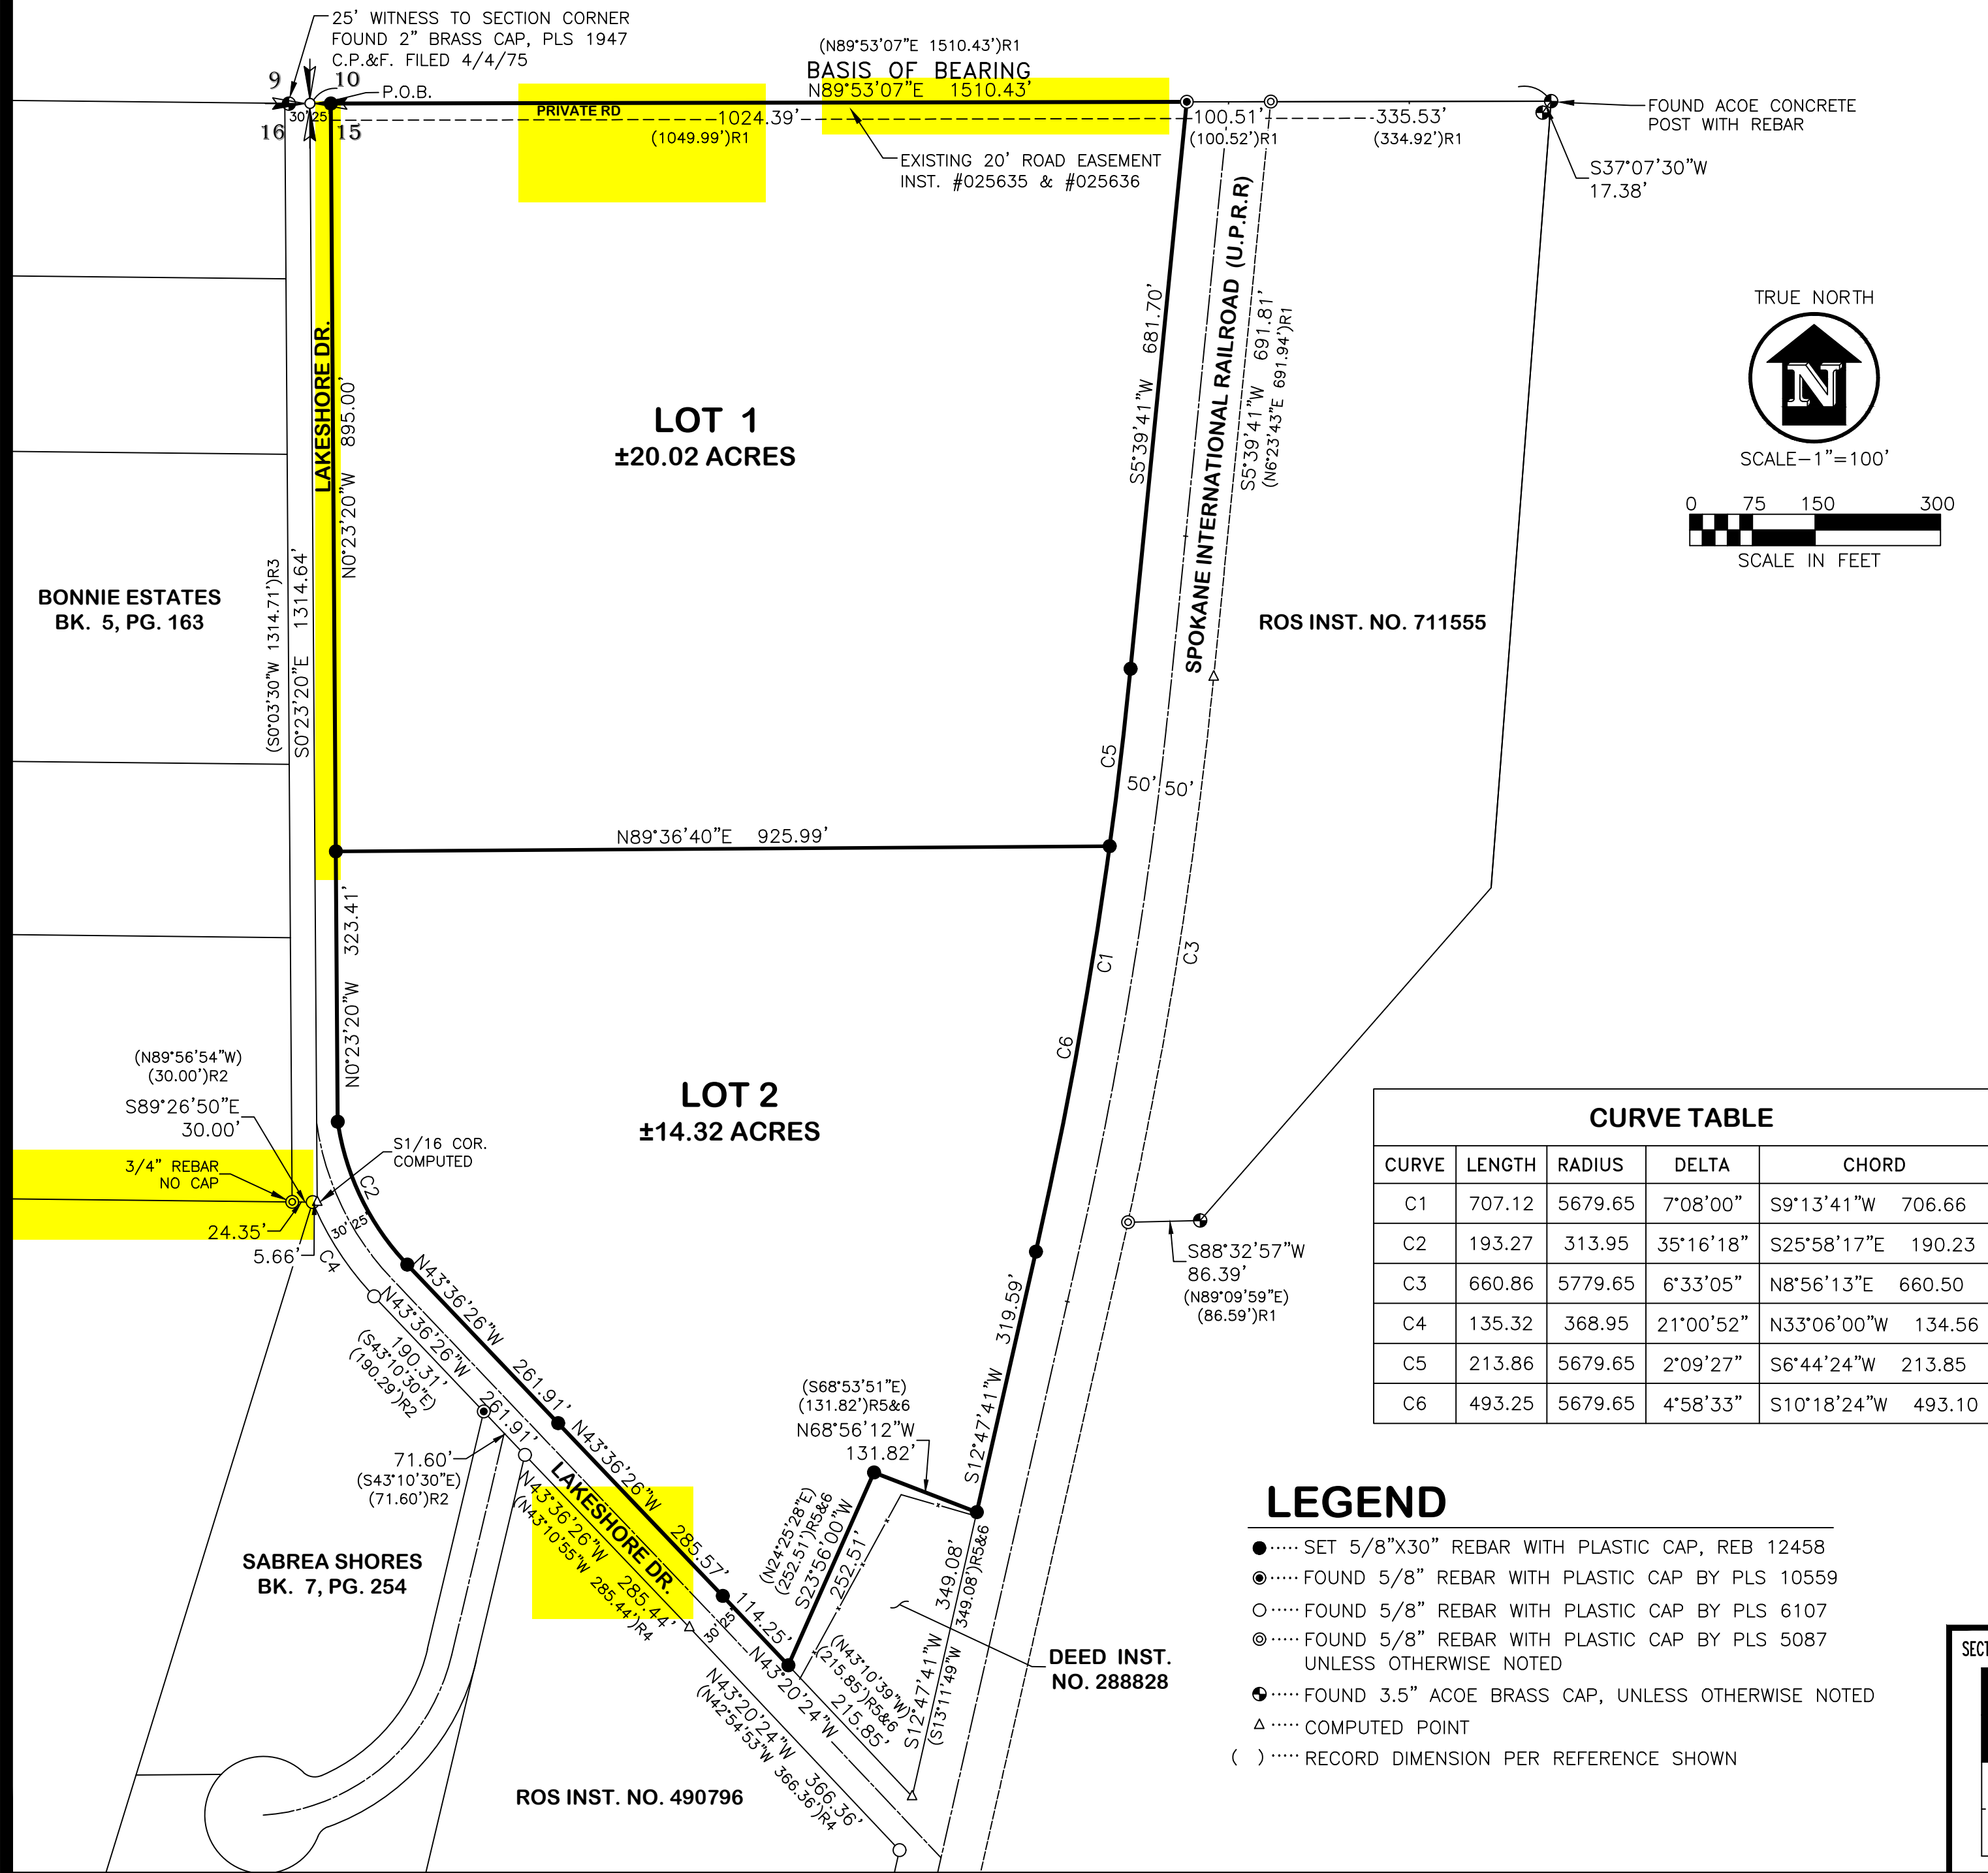 25' WITNESS TO SECTION CORNER
FOUND 2" BRASS CAP, PLS 1947
C.P.&F. FILED 4/4/75
9
10
16
15
30'
25'
P.O.B.
PRIVATE RD
(N89°53'07"E 1510.43')R1
BASIS OF BEARING
N89°53'07"E 1510.43'
1024.39'
(1049.99')R1
100.51'
(100.52')R1
335.53'
(334.92')R1
EXISTING 20' ROAD EASEMENT
INST. #025635 & #025636
FOUND ACOE CONCRETE
POST WITH REBAR
S37°07'30"W
17.38'
TRUE NORTH
N
SCALE-1"=100'
0 75 150 300
SCALE IN FEET
LAKESHORE DR.
N0°23'20"W 895.00'
LOT 1
±20.02 ACRES
S5°39'41"W 681.70'
SPOKANE INTERNATIONAL RAILROAD (U.P.R.R)
S5°39'41"W 691.81'
(N6°23'43"E 691.94')R1
BONNIE ESTATES
BK. 5, PG. 163
(S0°03'30"W 1314.71')R3
S0°23'20"E 1314.64'
ROS INST. NO. 711555
C5
50' 50'
N89°36'40"E 925.99'
N0°23'20"W 323.41'
C1
C3
C6
(N89°56'54"W)
(30.00')R2
S89°26'50"E
30.00'
LOT 2
±14.32 ACRES
S1/16 COR.
COMPUTED
3/4" REBAR
NO CAP
C2
24.35'
5.66'
30' 25'
C4
N43°36'26"W 261.91'
N43°36'26"W 261.91'
190.31'
(S43°10'30"E)
(190.29')R2
71.60'
(S43°10'30"E)
(71.60')R2
N43°36'26"W 285.57'
LAKESHORE DR.
N43°36'26"W 285.44'
(N43°10'55"W 285.44')R4
30' 25'
114.25'
(S68°53'51"E)
(131.82')R5&6
N68°56'12"W
131.82'
S12°47'41"W 319.59'
(N24°25'28"E)
(252.51')R5&6
S23°56'00"W
252.51'
S12°47'41"W 349.08'
(S13°11'49"W 349.08')R5&6
(N43°10'39"W)
(215.85')R5&6
215.85'
N43°20'24"W
N43°20'24"W 366.36'
(N42°54'53"W 366.36')R4
S88°32'57"W
86.39'
(N89°09'59"E)
(86.59')R1
DEED INST.
NO. 288828
SABREA SHORES
BK. 7, PG. 254
ROS INST. NO. 490796
CURVE TABLE
CURVE LENGTH RADIUS DELTA CHORD
C1 707.12 5679.65 7°08'00" S9°13'41"W 706.66
C2 193.27 313.95 35°16'18" S25°58'17"E 190.23
C3 660.86 5779.65 6°33'05" N8°56'13"E 660.50
C4 135.32 368.95 21°00'52" N33°06'00"W 134.56
C5 213.86 5679.65 2°09'27" S6°44'24"W 213.85
C6 493.25 5679.65 4°58'33" S10°18'24"W 493.10
LEGEND
SET 5/8"X30" REBAR WITH PLASTIC CAP, REB 12458
FOUND 5/8" REBAR WITH PLASTIC CAP BY PLS 10559
FOUND 5/8" REBAR WITH PLASTIC CAP BY PLS 6107
FOUND 5/8" REBAR WITH PLASTIC CAP BY PLS 5087
UNLESS OTHERWISE NOTED
FOUND 3.5" ACOE BRASS CAP, UNLESS OTHERWISE NOTED
COMPUTED POINT
( ) RECORD DIMENSION PER REFERENCE SHOWN